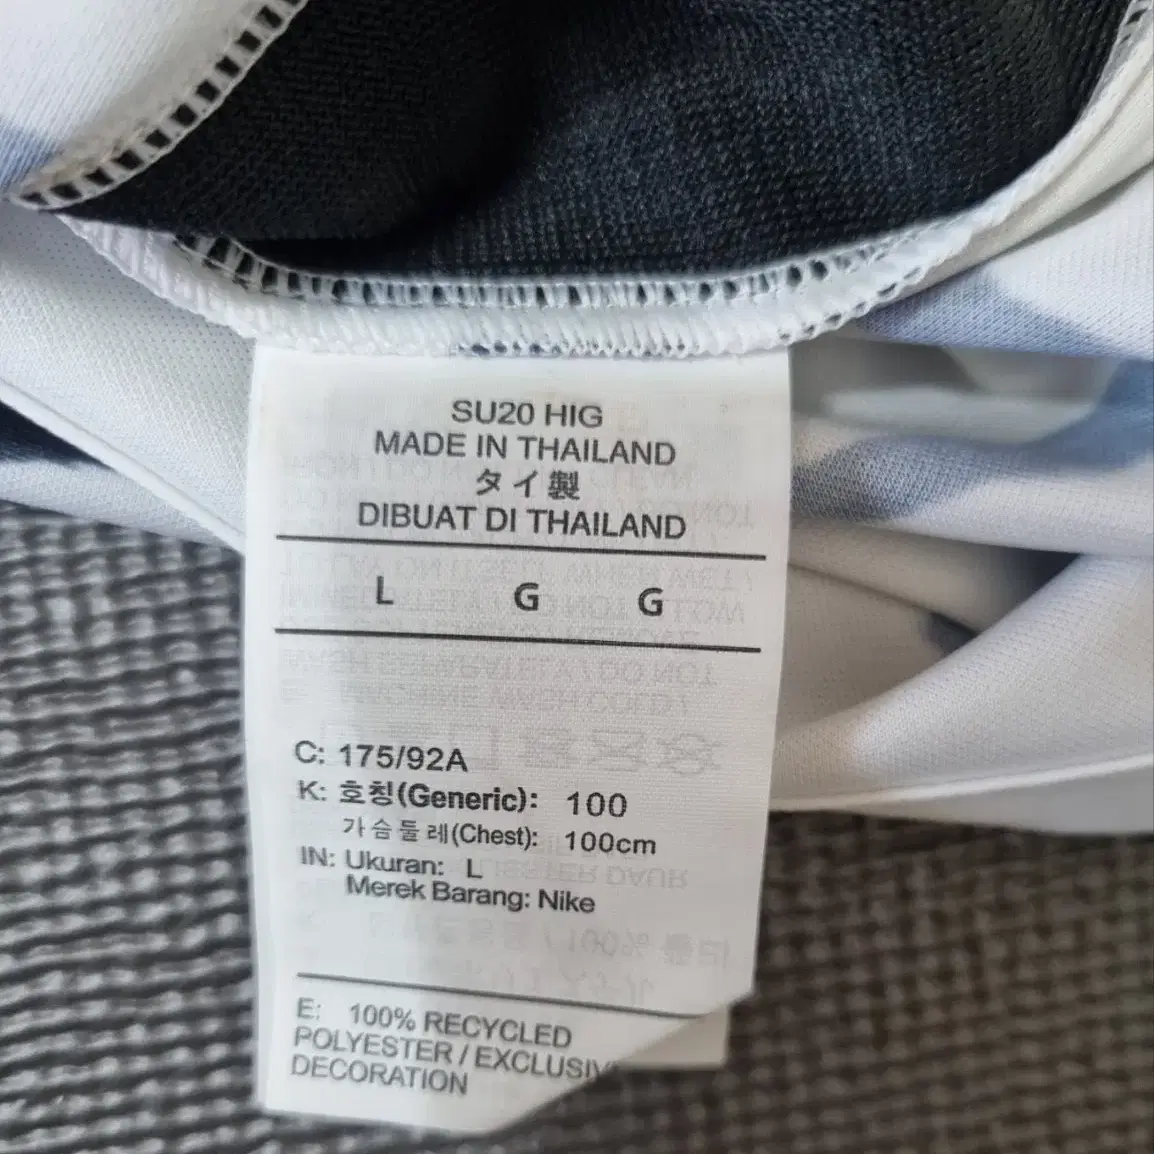 SU20 HIG
MADE IN THAILAND
タイ製
DIBUAT DI THAILAND
L G G
C: 175/92A
K: 호칭(Generic): 100
가슴둘레(Chest): 100cm
IN: Ukuran: L
Merek Barang: Nike
E: 100% RECYCLED
POLYESTER / EXCLUSIV
DECORATION